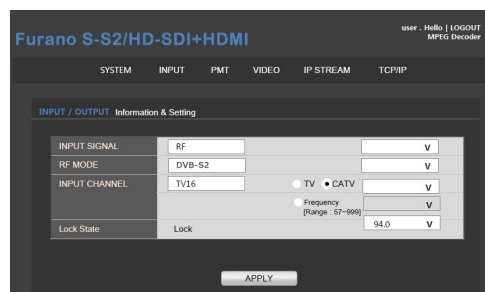 user . Hello | LOGOUT
Furano S-S2/HD-SDI+HDMI
MPEG Decoder
SYSTEM INPUT PMT VIDEO IP STREAM TCP/IP
INPUT / OUTPUT Information & Setting
INPUT SIGNAL RF V
RF MODE DVB-S2 V
INPUT CHANNEL TV16 TV CATV V
Frequency V
[Range : 57~999]
Lock State Lock 94.0 V
APPLY